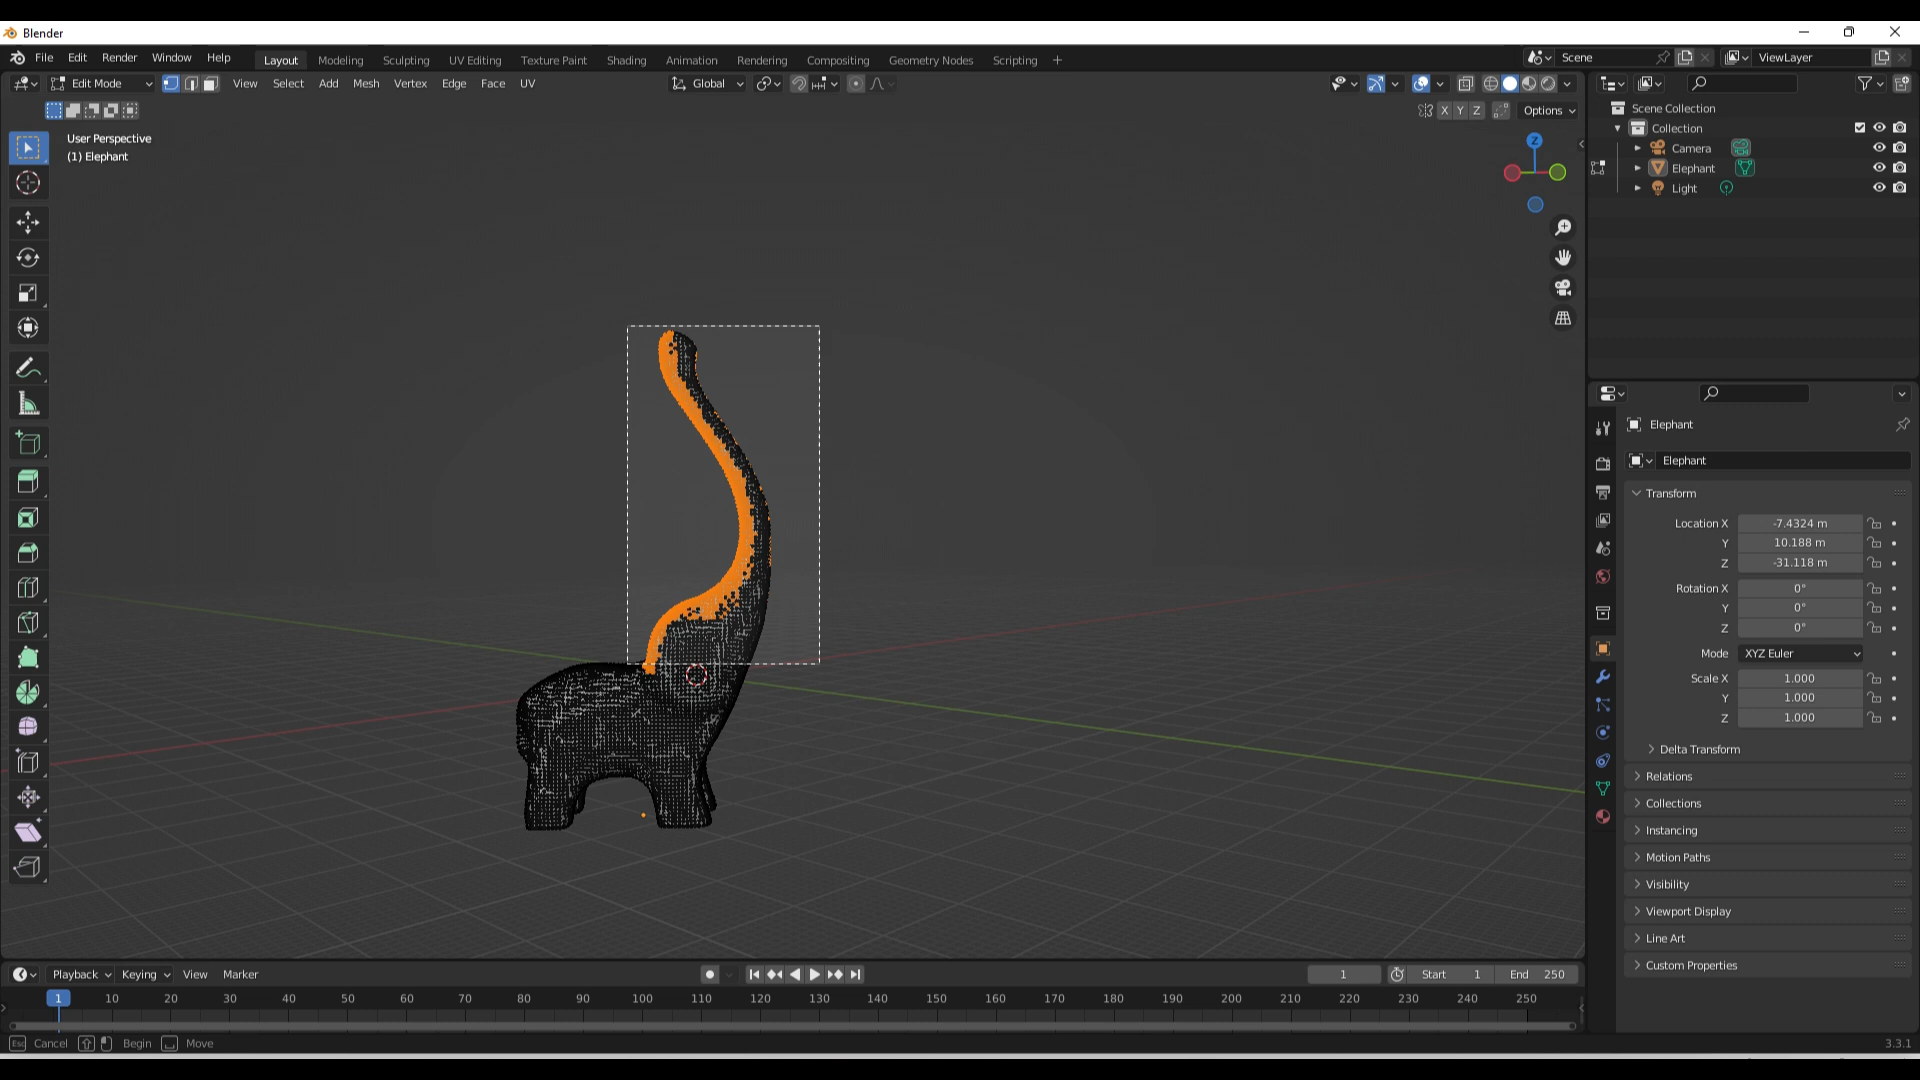 Blender
File Edit Render Window Help Layout Modeling Sculpting UV Editing Texture Paint Shading Animation Rendering Compositing Geometry Nodes Scripting + Scene ViewLayer
Edit Mode View Select Add Mesh Vertex Edge Face UV Global
X Y Z Options
User Perspective
(1) Elephant
Z
Scene Collection
Collection
Camera
Elephant
Light
Elephant
Elephant
Transform
Location X -7.4324 m
Y 10.188 m
Z -31.118 m
Rotation X 0°
Y 0°
Z 0°
Mode XYZ Euler
Scale X 1.000
Y 1.000
Z 1.000
Delta Transform
Relations
Collections
Instancing
Motion Paths
Visibility
Viewport Display
Line Art
Custom Properties
Playback Keying View Marker 1 Start 1 End 250
1 10 20 30 40 50 60 70 80 90 100 110 120 130 140 150 160 170 180 190 200 210 220 230 240 250
Esc Cancel Begin Move 3.3.1